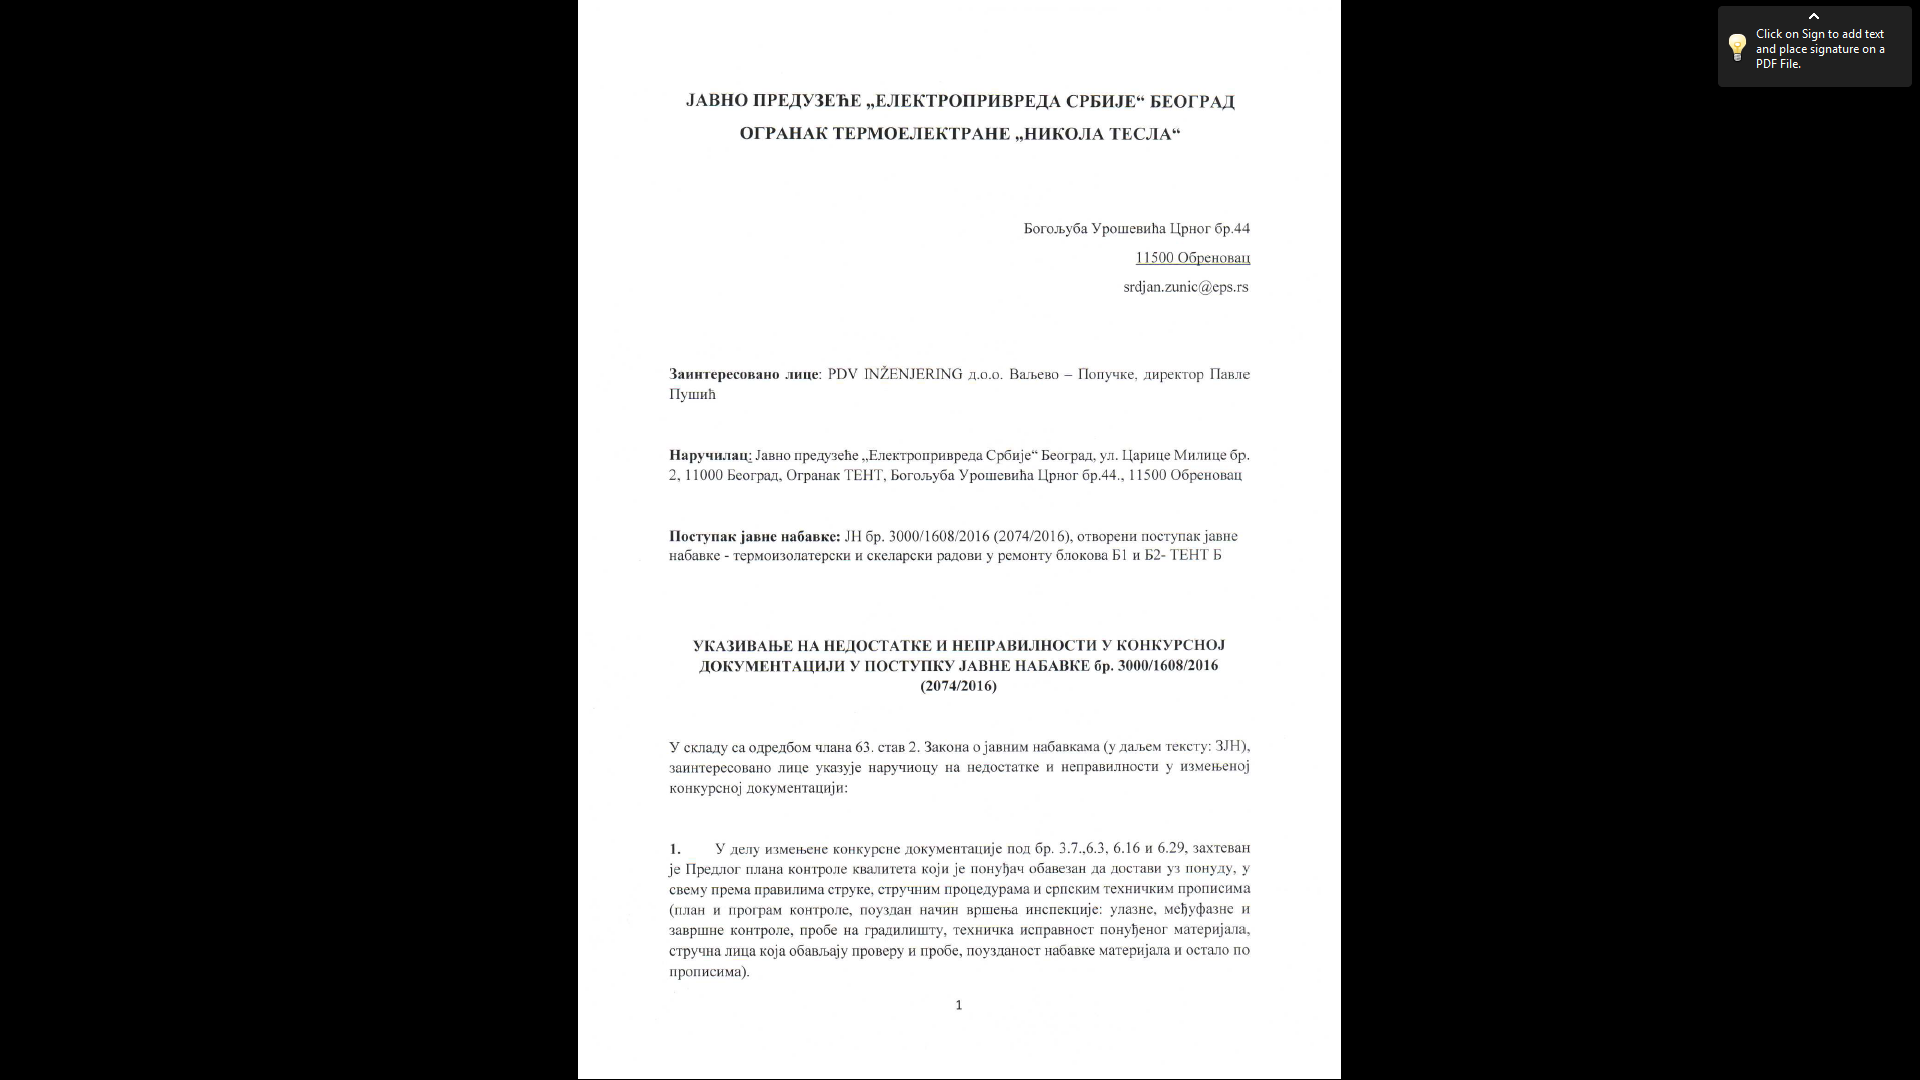 ЈАВНО ПРЕДУЗЕЋЕ „ЕЛЕКТРОПРИВРЕДА СРБИЈЕ“ БЕОГРАД
ОГРАНАК ТЕРМОЕЛЕКТРАНЕ „НИКОЛА ТЕСЛА“
Богољуба Урошевића Црног бр.44
11500 Обреновац
srdjan.zunic@eps.rs
Заинтересовано лице: PDV INŽENJERING д.о.о. Ваљево – Попучке, директор Павле
Пушић
Наручилац: Јавно предузеће „Електропривреда Србије“ Београд, ул. Царице Милице бр.
2, 11000 Београд, Огранак ТЕНТ, Богољуба Урошевића Црног бр.44., 11500 Обреновац
Поступак јавне набавке: ЈН бр. 3000/1608/2016 (2074/2016), отворени поступак јавне
набавке - термоизолатерски и скеларски радови у ремонту блокова Б1 и Б2- ТЕНТ Б
УКАЗИВАЊЕ НА НЕДОСТАТКЕ И НЕПРАВИЛНОСТИ У КОНКУРСНОЈ
ДОКУМЕНТАЦИЈИ У ПОСТУПКУ ЈАВНЕ НАБАВКЕ бр. 3000/1608/2016
(2074/2016)
У складу са одредбом члана 63. став 2. Закона о јавним набавкама (у даљем тексту: ЗЈН),
заинтересовано лице указује наручиоцу на недостатке и неправилности у измењеној
конкурсној документацији:
1. У делу измењене конкурсне документације под бр. 3.7.,6.3, 6.16 и 6.29, захтеван
је Предлог плана контроле квалитета који је понуђач обавезан да достави уз понуду, у
свему према правилима струке, стручним процедурама и српским техничким прописима
(план и програм контроле, поуздан начин вршења инспекције: улазне, међуфазне и
завршне контроле, пробе на градилишту, техничка исправност понуђеног материјала,
стручна лица која обављају проверу и пробе, поузданост набавке материјала и остало по
прописима).
1
Click on Sign to add text
and place signature on a
PDF File.